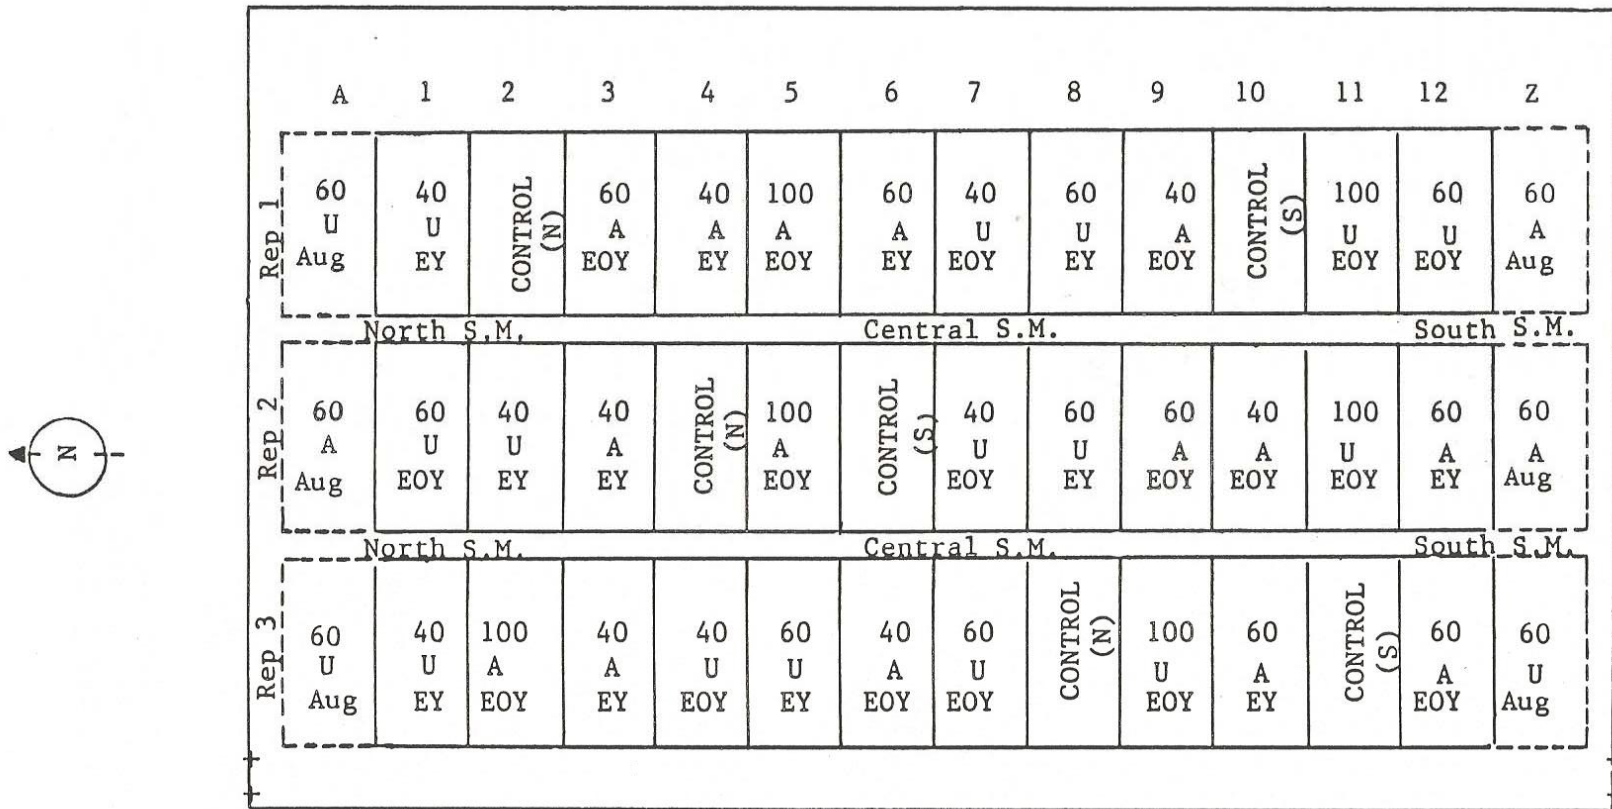 A 1 2 3 4 5 6 7 8 9 10 11 12 Z
Rep 1
60 40 CONTROL 60 40 100 60 40 60 40 CONTROL 100 60 60
U U (N) A A A A U U A (S) U U A
Aug EY EOY EY EOY EY EOY EY EOY EOY EOY Aug
North S.M. Central S.M. South S.M.
Rep 2
60 60 40 40 CONTROL 100 CONTROL 40 60 60 40 100 60 60
A U U A (N) A (S) U U A A U A A
Aug EOY EY EY EOY EOY EY EOY EOY EOY EY Aug
North S.M. Central S.M. South S.M.
Rep 3
60 40 100 40 40 60 40 60 CONTROL 100 60 CONTROL 60 60
U U A A U U A U (N) U A (S) A U
Aug EY EOY EY EOY EY EOY EOY EOY EY EOY Aug
N